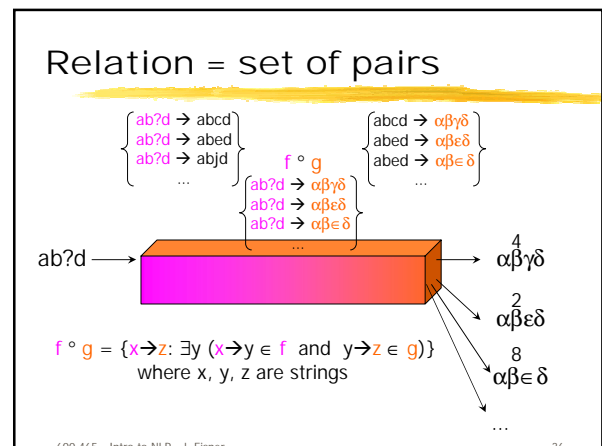 Relation = set of pairs
ab?d → abcd
ab?d → abed
ab?d → abjd
...
abcd → αβγδ
abed → αβεδ
abed → αβ∈δ
...
f ° g
ab?d → αβγδ
ab?d → αβεδ
ab?d → αβ∈δ
...
ab?d
4
αβγδ
2
αβεδ
8
αβ∈δ
...
f ° g = {x→z: ∃y (x→y ∈ f and y→z ∈ g)}
where x, y, z are strings